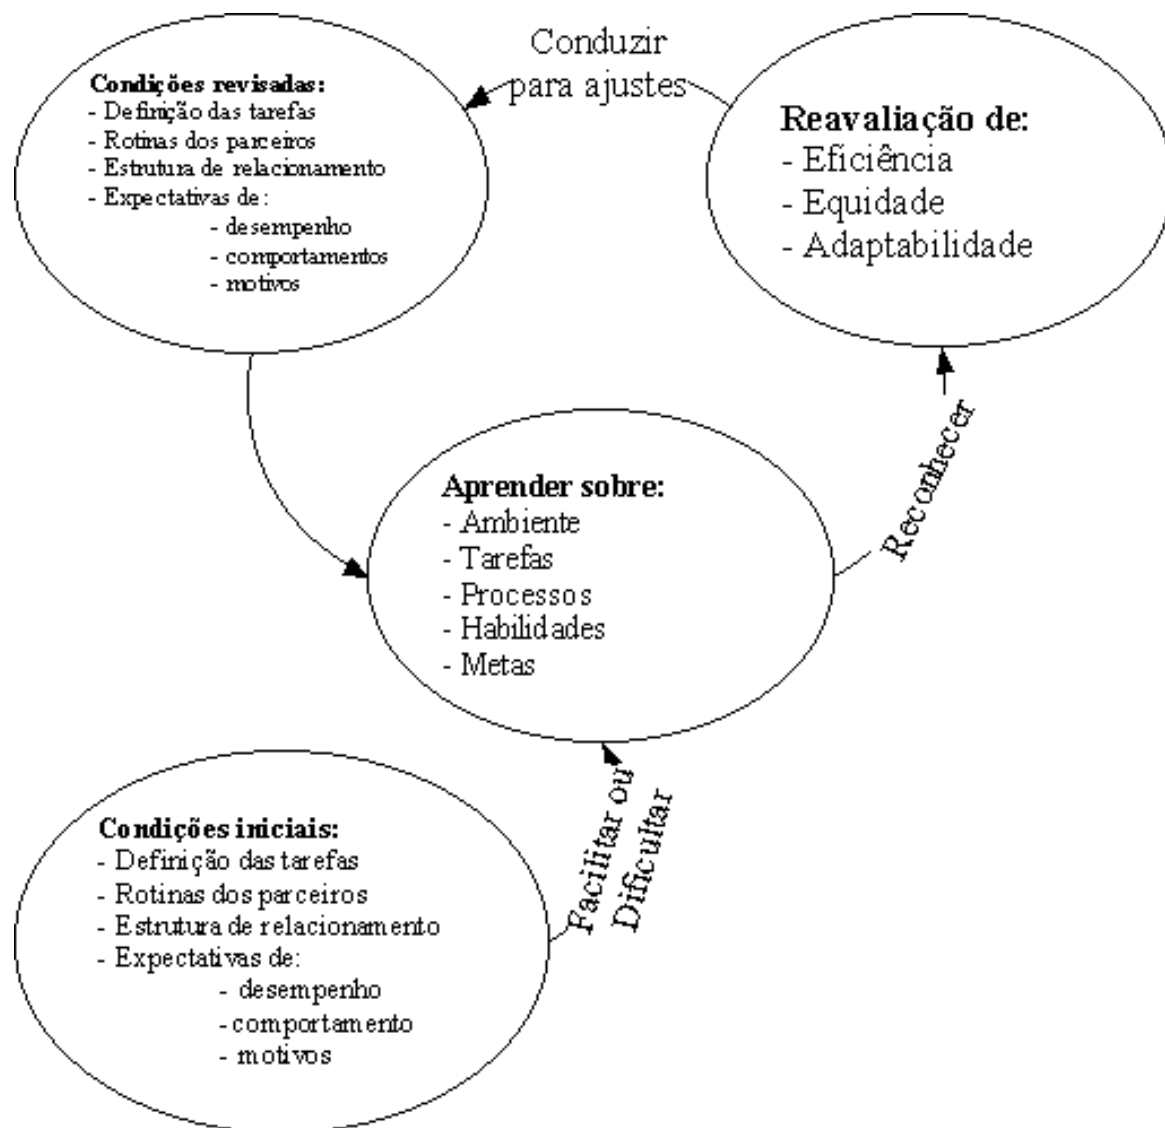 Conduzir
para ajustes
Condições revisadas:
- Definição das tarefas
- Rotinas dos parceiros
- Estrutura de relacionamento
- Expectativas de:
- desempenho
- comportamentos
- motivos
Reavaliação de:
- Eficiência
- Equidade
- Adaptabilidade
Reconhecer
Aprender sobre:
- Ambiente
- Tarefas
- Processos
- Habilidades
- Metas
Facilitar ou
Dificultar
Condições iniciais:
- Definição das tarefas
- Rotinas dos parceiros
- Estrutura de relacionamento
- Expectativas de:
- desempenho
-comportamento
- motivos